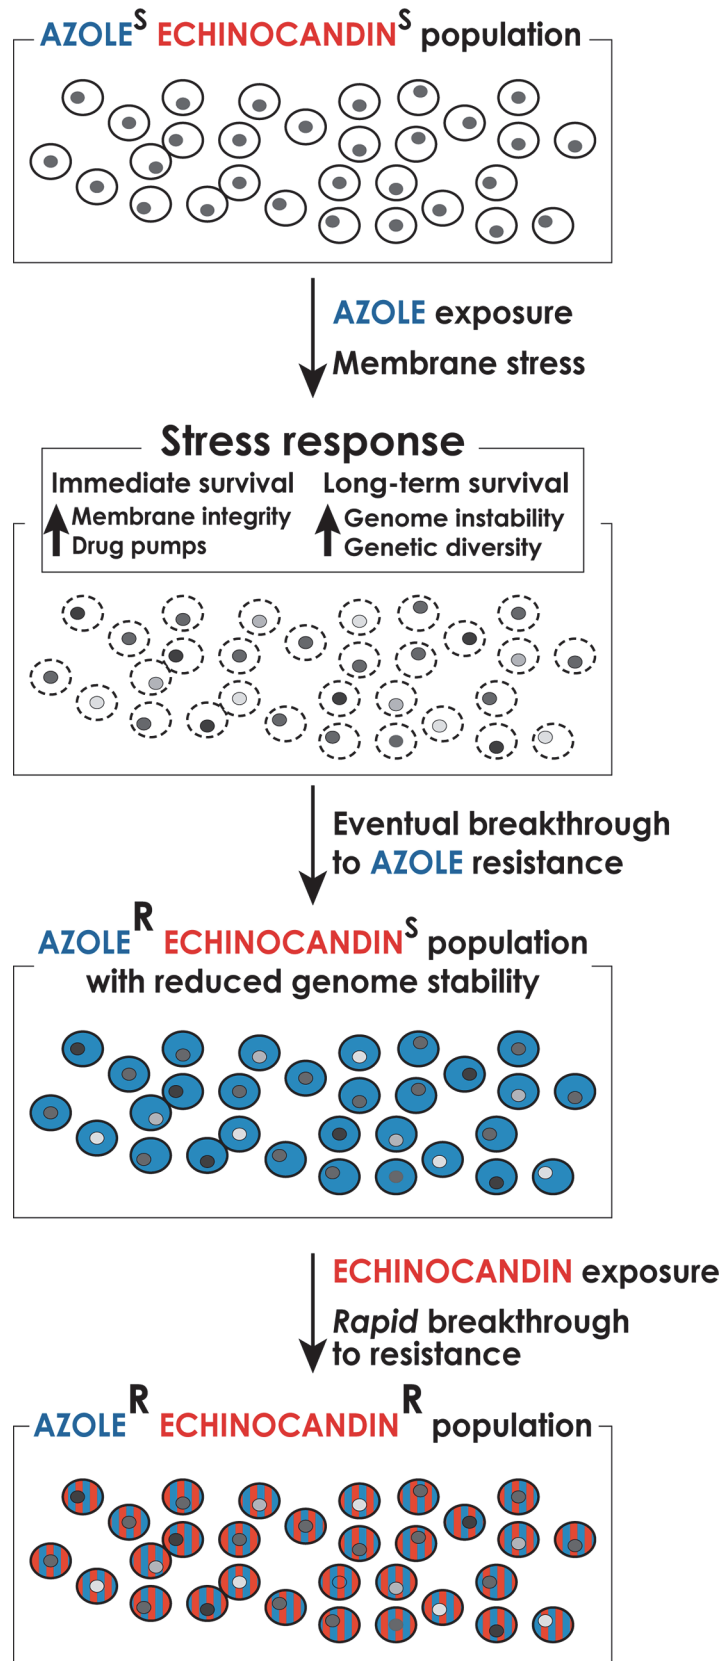 AZOLE^S ECHINOCANDIN^S population
AZOLE exposure
Membrane stress
Stress response
Immediate survival
Membrane integrity
Drug pumps
Long-term survival
Genome instability
Genetic diversity
Eventual breakthrough
to AZOLE resistance
AZOLE^R ECHINOCANDIN^S population
with reduced genome stability
ECHINOCANDIN exposure
Rapid breakthrough
to resistance
AZOLE^R ECHINOCANDIN^R population